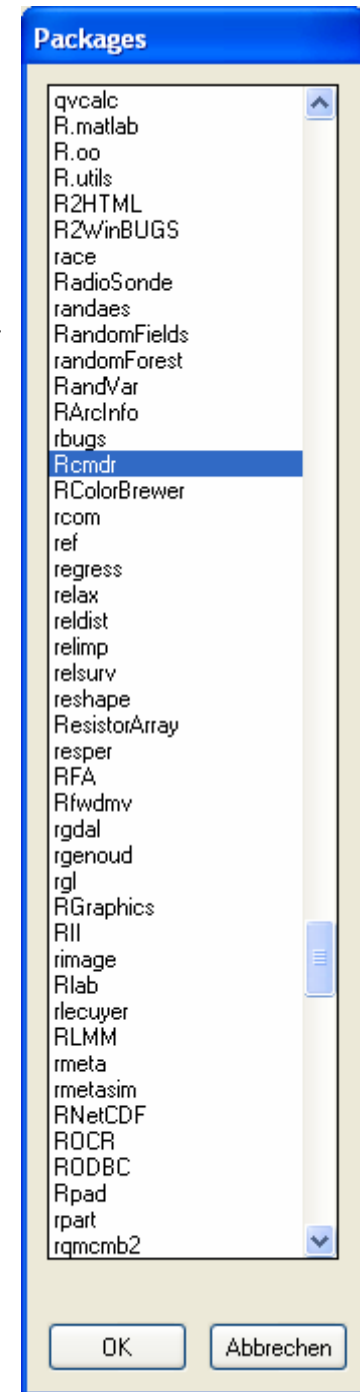 Packages
qvcalc
R.matlab
R.oo
R.utils
R2HTML
R2WinBUGS
race
RadioSonde
randaes
RandomFields
randomForest
RandVar
RArcInfo
rbugs
Rcmdr
RColorBrewer
rcom
ref
regress
relax
reldist
relimp
relsurv
reshape
ResistorArray
resper
RFA
Rfwdmv
rgdal
rgenoud
rgl
RGraphics
RII
rimage
Rlab
rlecuyer
RLMM
rmeta
rmetasim
RNetCDF
ROCR
RODBC
Rpad
rpart
rqmcmb2
OK Abbrechen